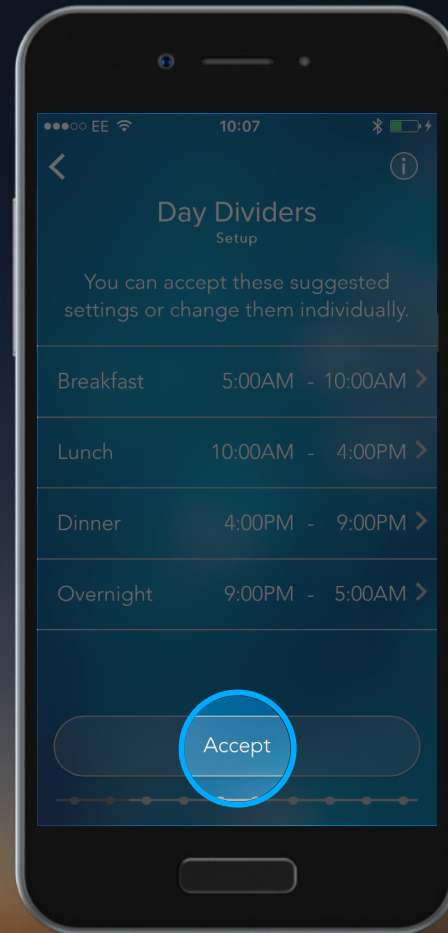 EE 10:07
Day Dividers
Setup
You can accept these suggested
settings or change them individually.
Breakfast 5:00AM - 10:00AM
Lunch 10:00AM - 4:00PM
Dinner 4:00PM - 9:00PM
Overnight 9:00PM - 5:00AM
Accept